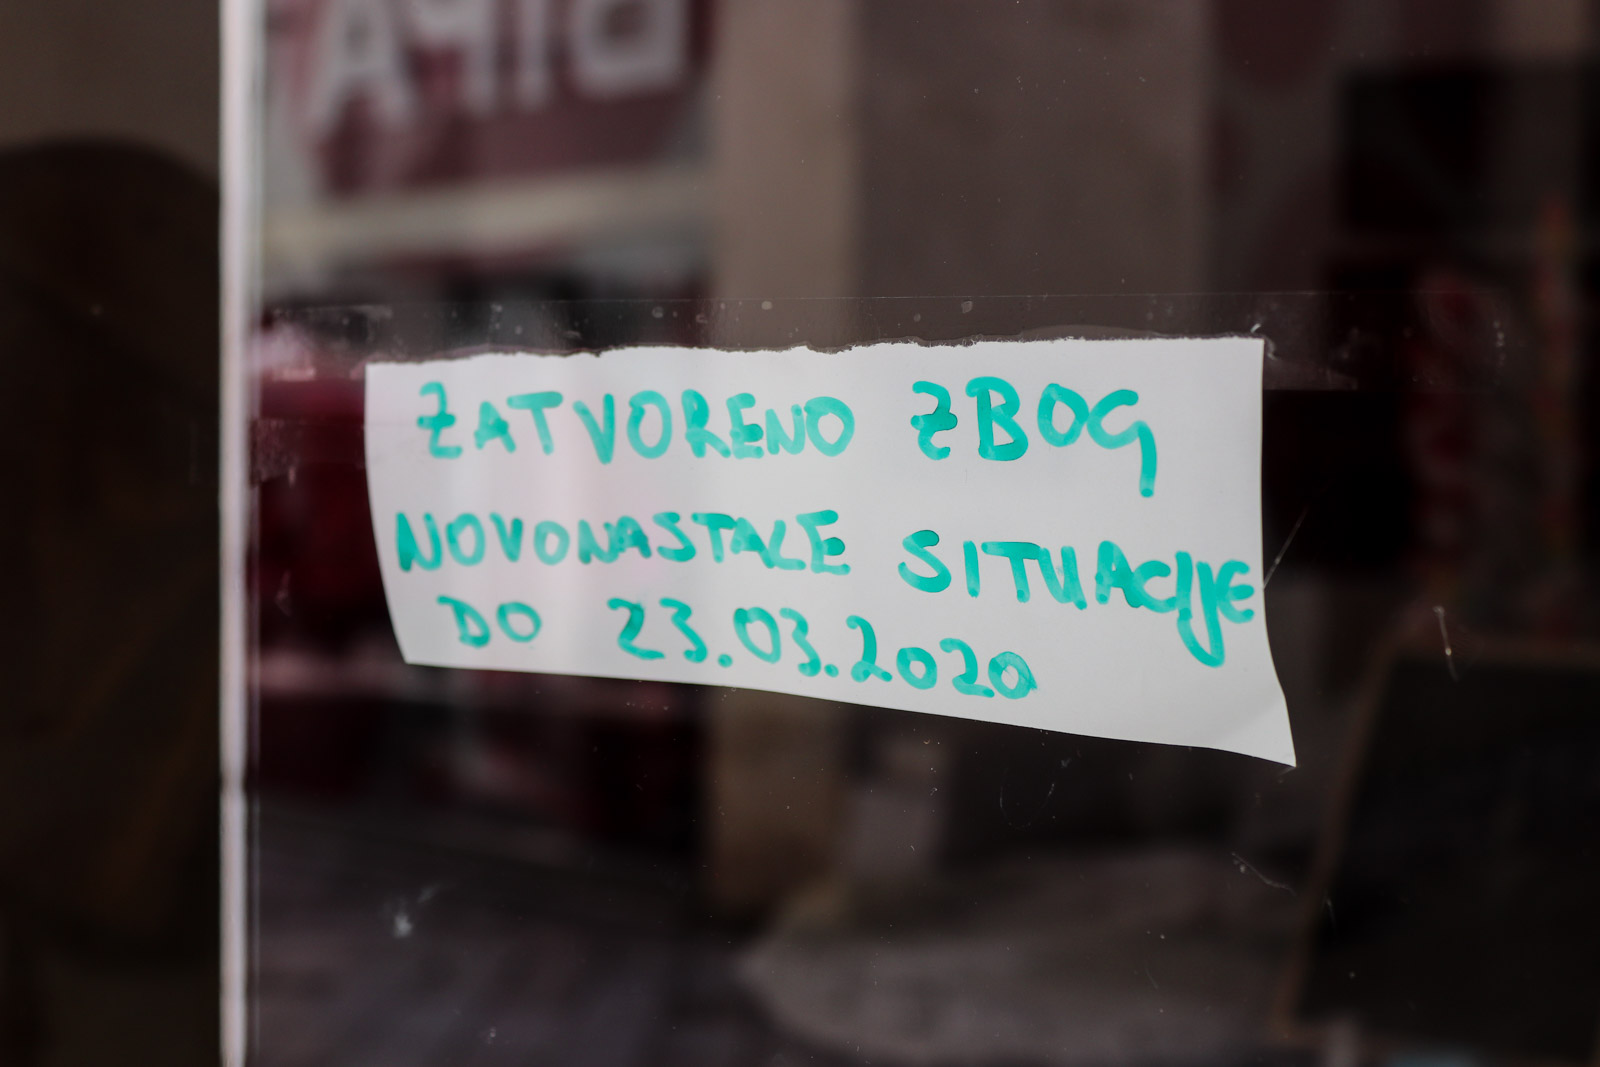 ZATVORENO ZBOG
NOVONASTALE SITUACIJE
DO 23.03.2020